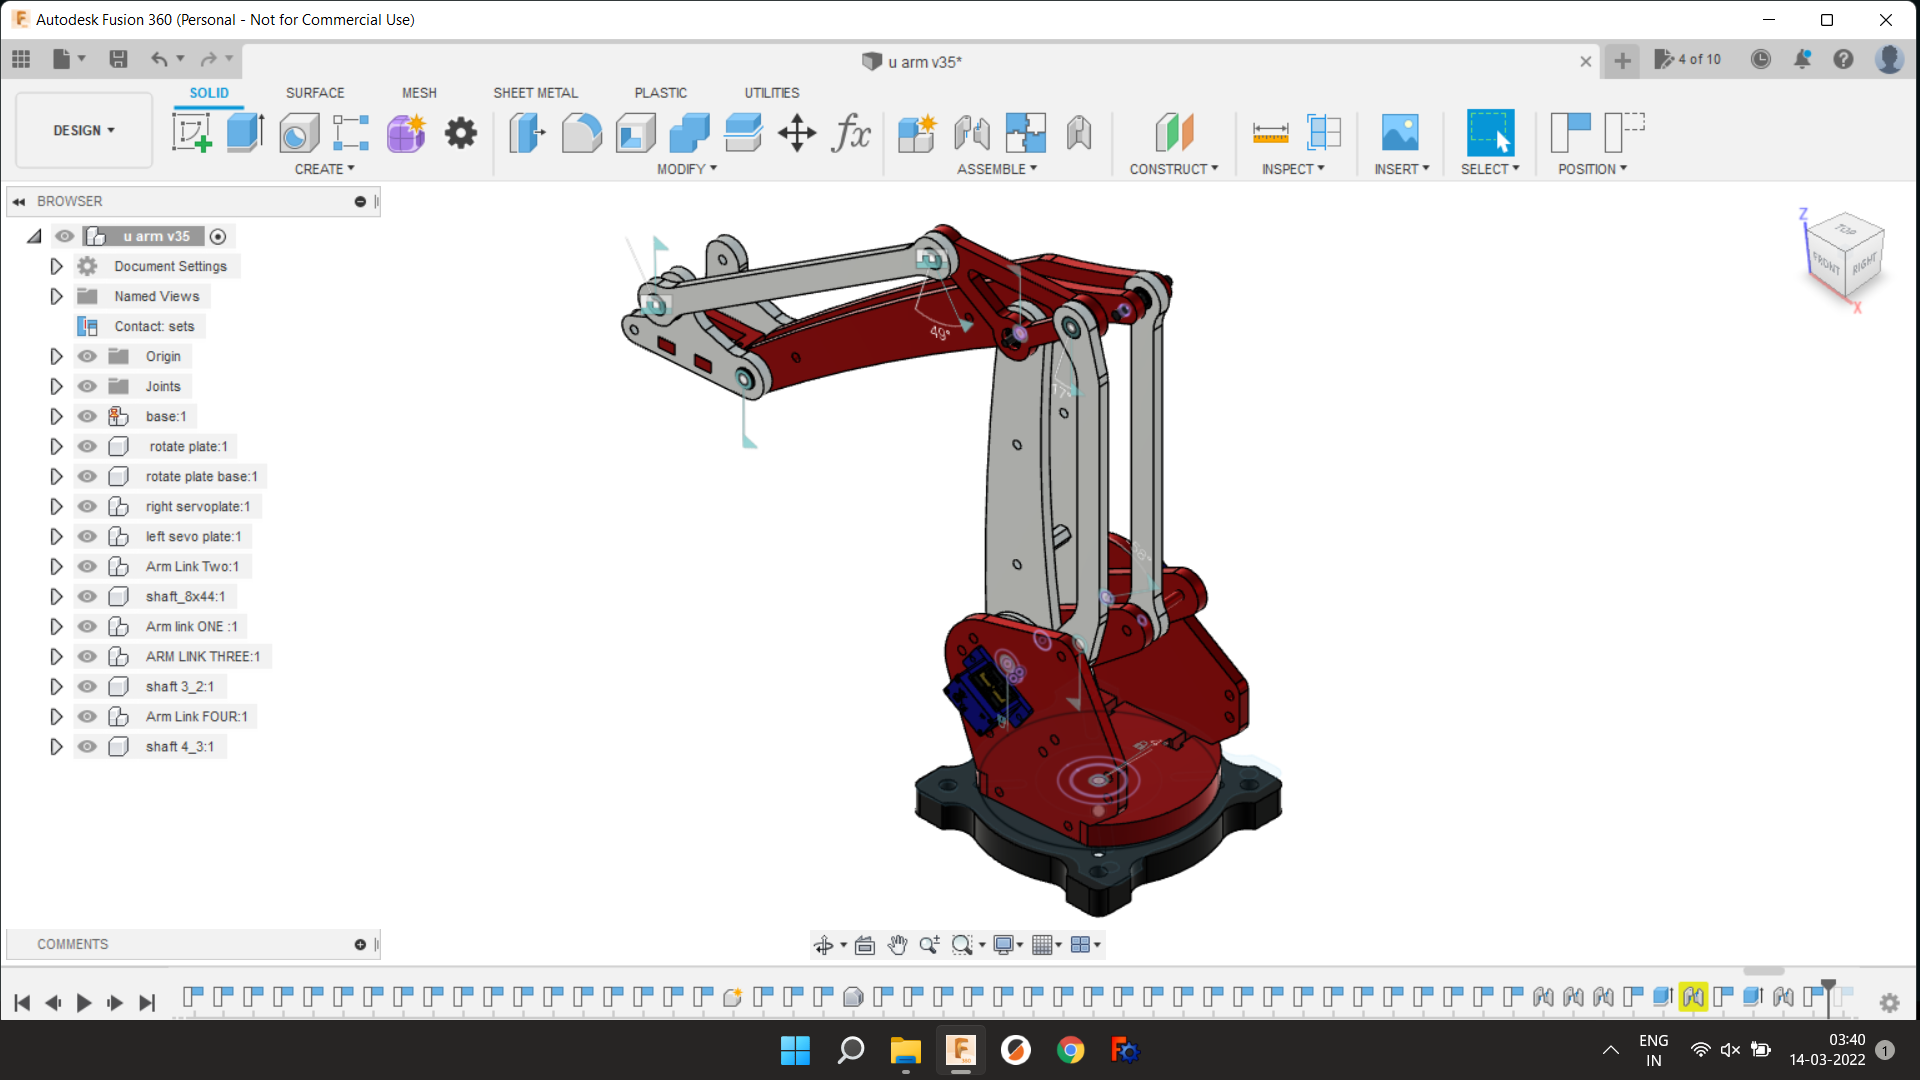 Autodesk Fusion 360 (Personal - Not for Commercial Use)
u arm v35*
4 of 10
SOLID
SURFACE
MESH
SHEET METAL
PLASTIC
UTILITIES
DESIGN
CREATE
MODIFY
ASSEMBLE
CONSTRUCT
INSPECT
INSERT
SELECT
POSITION
BROWSER
u arm v35
Document Settings
Named Views
Contact: sets
Origin
Joints
base:1
rotate plate:1
rotate plate base:1
right servoplate:1
left sevo plate:1
Arm Link Two:1
shaft_8x44:1
Arm link ONE :1
ARM LINK THREE:1
shaft 3_2:1
Arm Link FOUR:1
shaft 4_3:1
Z
TOP
FRONT
RIGHT
X
49°
17°
58°
COMMENTS
ENG
IN
03:40
14-03-2022
1